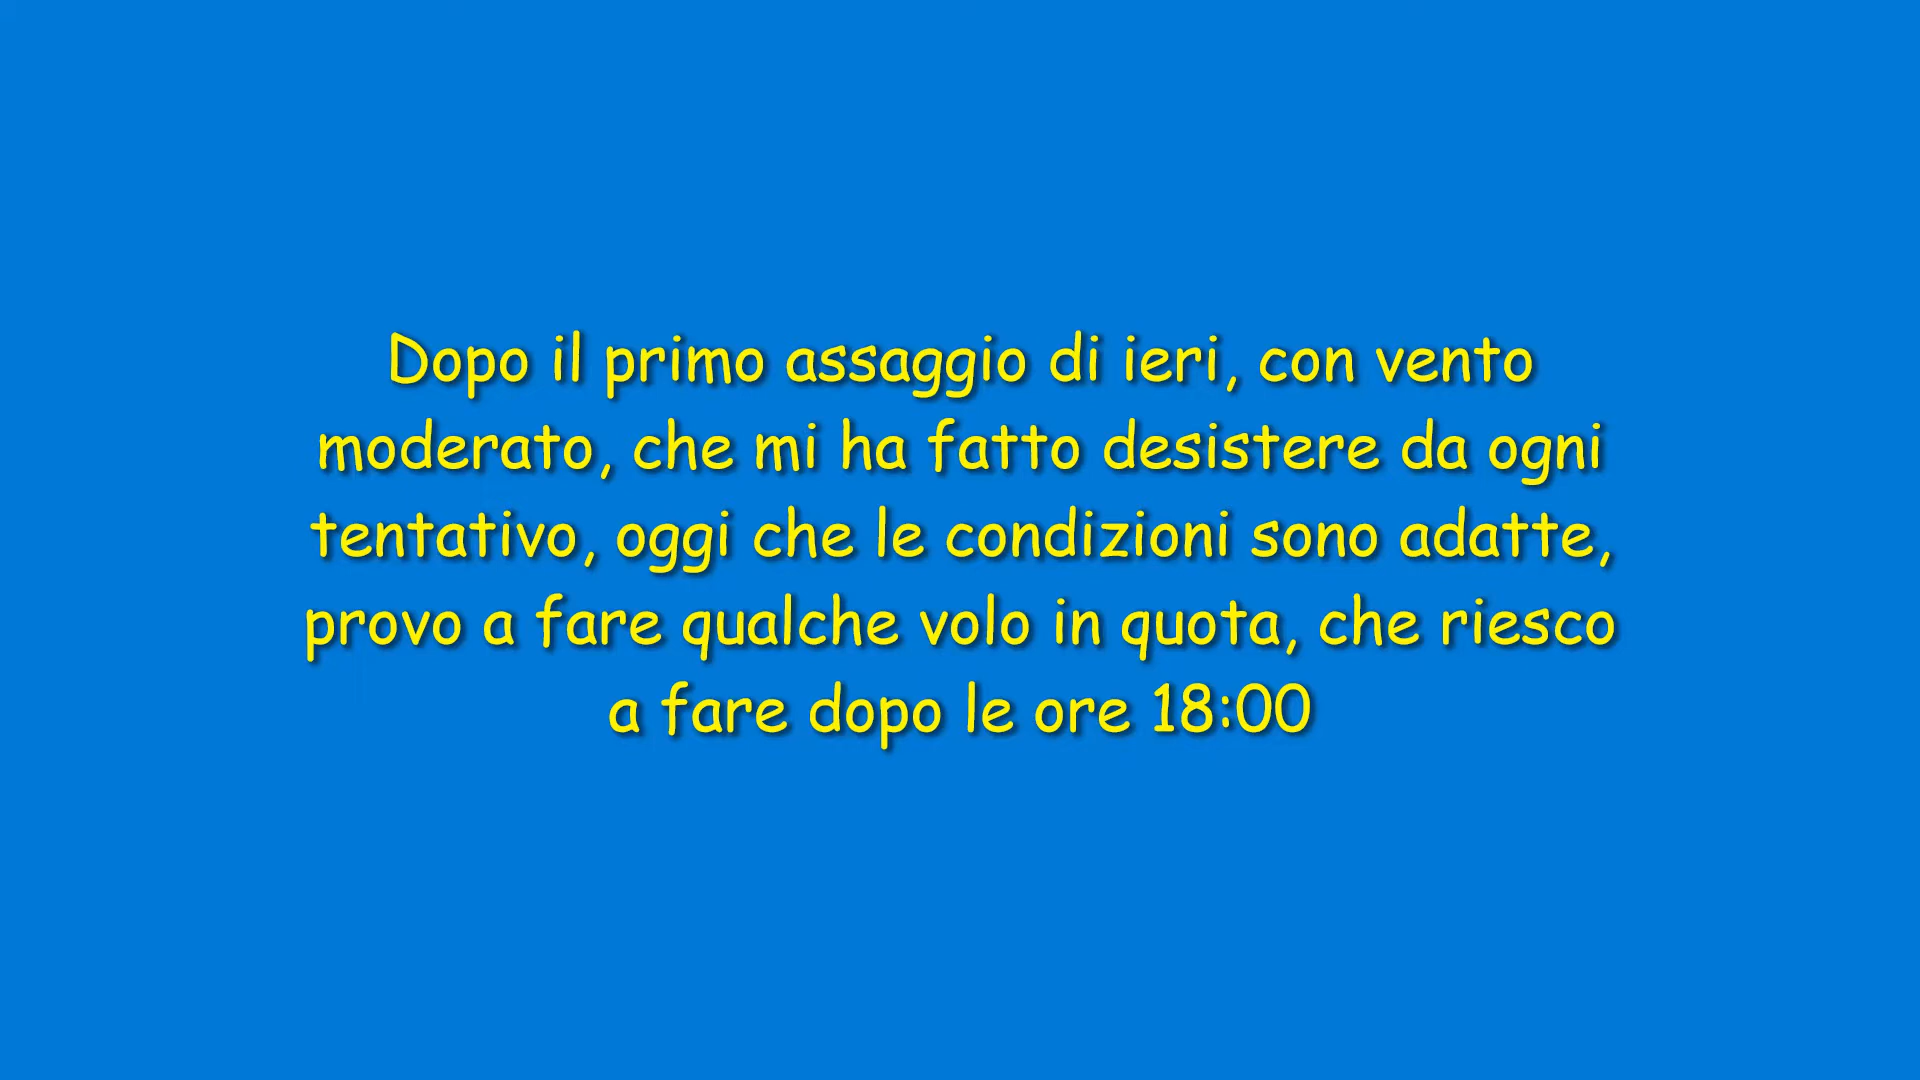 Dopo il primo assaggio di ieri, con vento
moderato, che mi ha fatto desistere da ogni
tentativo, oggi che le condizioni sono adatte,
provo a fare qualche volo in quota, che riesco
a fare dopo le ore 18:00